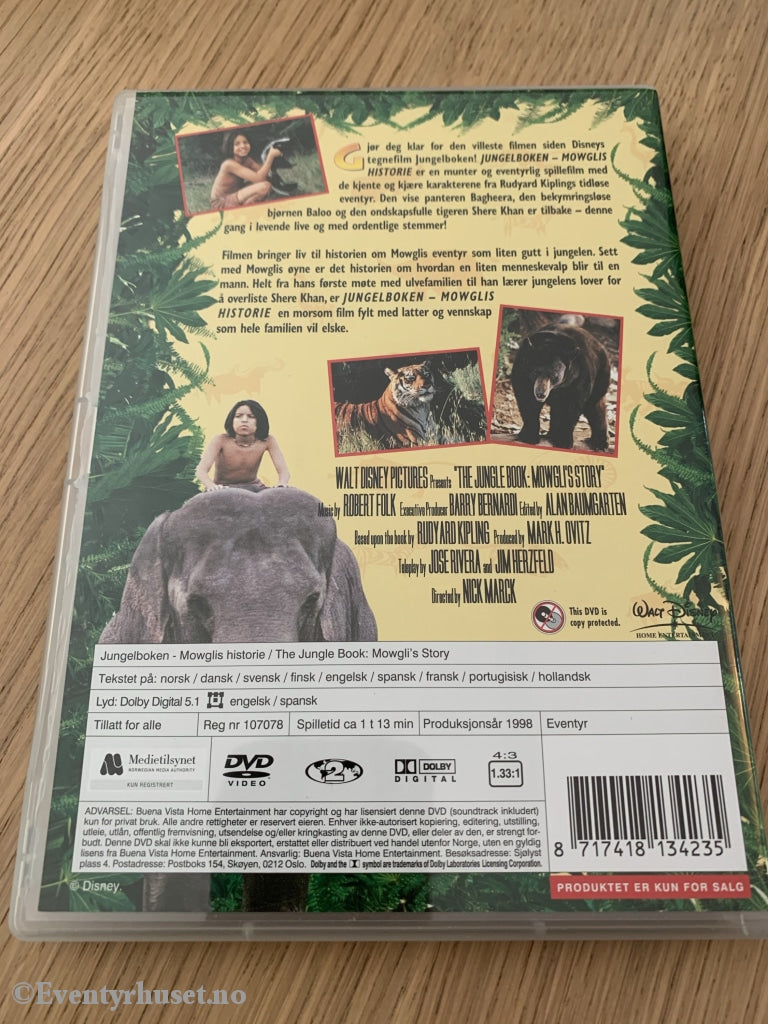 Gjør deg klar for den villeste filmen siden Disneys
tegnefilm Jungelboken! JUNGELBOKEN – MOWGLIS
HISTORIE er en munter og eventyrlig spillefilm med
de kjente og kjære karakterene fra Rudyard Kiplings tidløse
eventyr. Den vise panteren Bagheera, den bekymringsløse
bjørnen Baloo og den ondskapsfulle tigeren Shere Khan er tilbake – denne
gang i levende live og med ordentlige stemmer!
Filmen bringer liv til historien om Mowglis eventyr som liten gutt i jungelen. Sett
med Mowglis øyne er det historien om hvordan en liten menneskevalp blir til en
mann. Helt fra hans første møte med ulvefamilien til han lærer jungelens lover for
å overliste Shere Khan, er JUNGELBOKEN – MOWGLIS
HISTORIE en morsom film fylt med latter og vennskap
som hele familien vil elske.
WALT DISNEY PICTURES Presents "THE JUNGLE BOOK: MOWGLI'S STORY"
Music by ROBERT FOLK Executive Producer BARRY BERNARDI Edited by ALAN BAUMGARTEN
Based upon the book by RUDYARD KIPLING Produced by MARK H. OVITZ
Teleplay by JOSE RIVERA and JIM HERZFELD
Directed by NICK MARCK
This DVD is
copy protected.
WALT DISNEY
HOME ENTERTAINMENT
Jungelboken - Mowglis historie / The Jungle Book: Mowgli's Story
Tekstet på: norsk / dansk / svensk / finsk / engelsk / spansk / fransk / portugisisk / hollandsk
Lyd: Dolby Digital 5.1 engelsk / spansk
Tillatt for alle Reg nr 107078 Spilletid ca 1 t 13 min Produksjonsår 1998 Eventyr
Medietilsynet
NORWEGIAN MEDIA AUTHORITY
KUN REGISTRERT
DVD
VIDEO
2
DOLBY
DIGITAL
4:3
1.33:1
ADVARSEL: Buena Vista Home Entertainment har copyright og har lisensiert denne DVD (soundtrack inkludert)
kun for privat bruk. Alle andre rettigheter er reservert eieren. Enhver ikke-autorisert kopiering, editering, utstilling,
utleie, utlån, offentlig fremvisning, utsendelse og/eller kringkasting av denne DVD, eller deler av den, er strengt for-
budt. Denne DVD skal ikke kunne bli eksportert, erstattet eller distribuert ved handel utenfor Norge, uten en gyldig
lisens fra Buena Vista Home Entertainment. Ansvarlig: Buena Vista Home Entertainment. Besøksadresse: Sjølyst
plass 4. Postadresse: Postboks 154, Skøyen, 0212 Oslo. Dolby and the symbol are trademarks of Dolby Laboratories Licensing Corporation.
8 717418 134235
PRODUKTET ER KUN FOR SALG
© Disney.
©Eventyrhuset.no